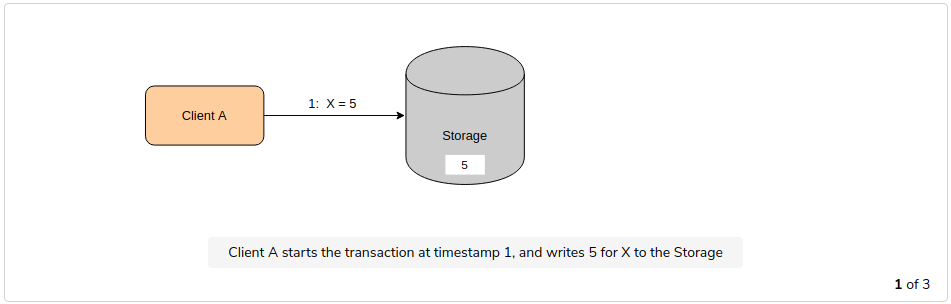 1: X = 5
Client A
Storage
5
Client A starts the transaction at timestamp 1, and writes 5 for X to the Storage
1 of 3